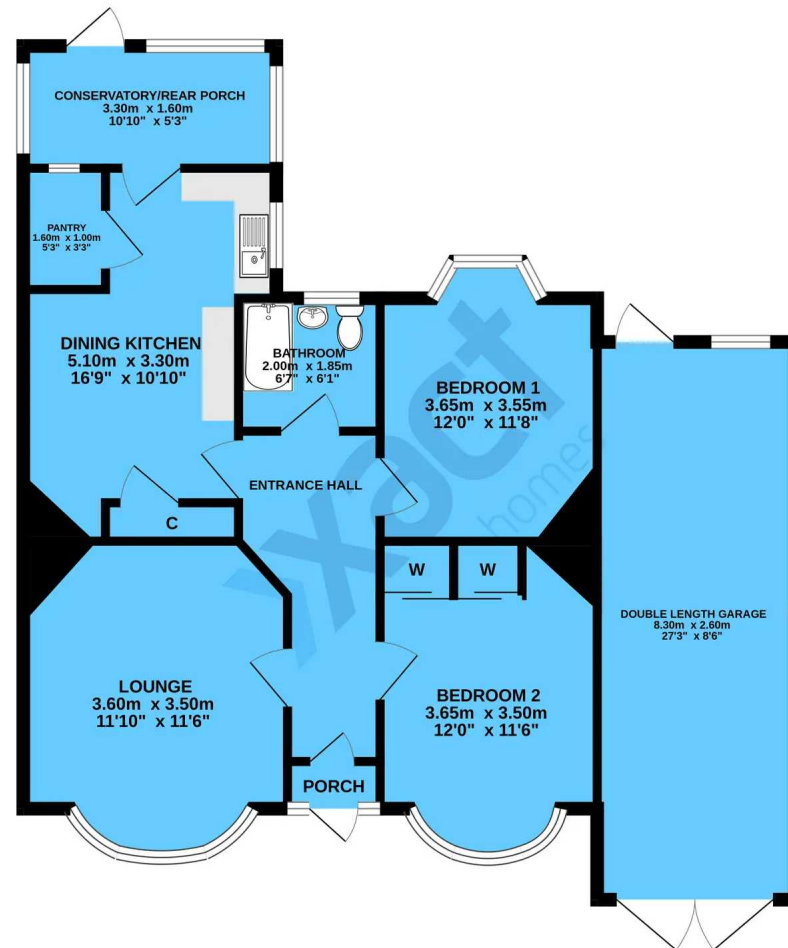 CONSERVATORY/REAR PORCH
3.30m x 1.60m
10'10" x 5'3"
PANTRY
1.60m x 1.00m
5'3" x 3'3"
DINING KITCHEN
5.10m x 3.30m
16'9" x 10'10"
BATHROOM
2.00m x 1.85m
6'7" x 6'1"
BEDROOM 1
3.65m x 3.55m
12'0" x 11'8"
ENTRANCE HALL
C
W
W
LOUNGE
3.60m x 3.50m
11'10" x 11'6"
BEDROOM 2
3.65m x 3.50m
12'0" x 11'6"
DOUBLE LENGTH GARAGE
8.30m x 2.60m
27'3" x 8'6"
PORCH
xact
homes